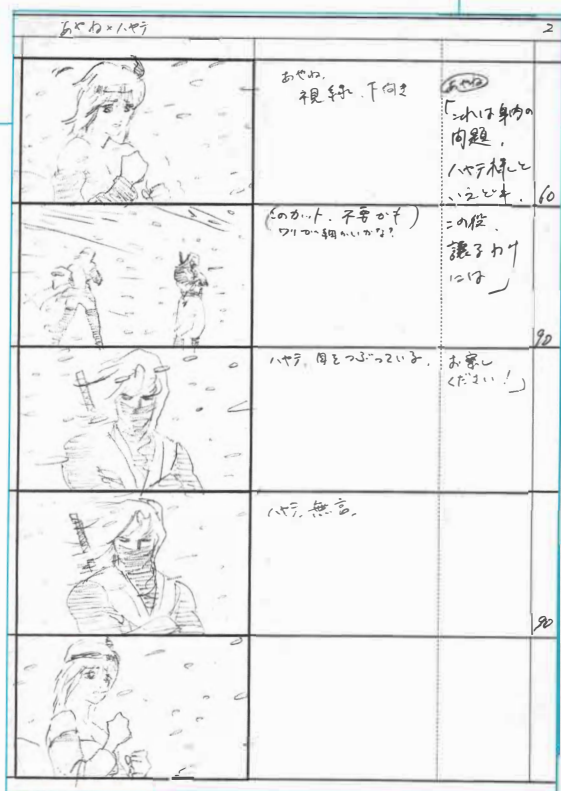 あやね×ハヤテ
2
あやね、
視線、下向き
あやね
「これは身内の
問題、
ハヤテ様と
いえども、
60
(このカット、不要かも)
ワリが細かいかな?
この役、
譲るわけ
には」
90
ハヤテ、目をつぶっている。
お察し
ください!」
ハヤテ、無言。
90